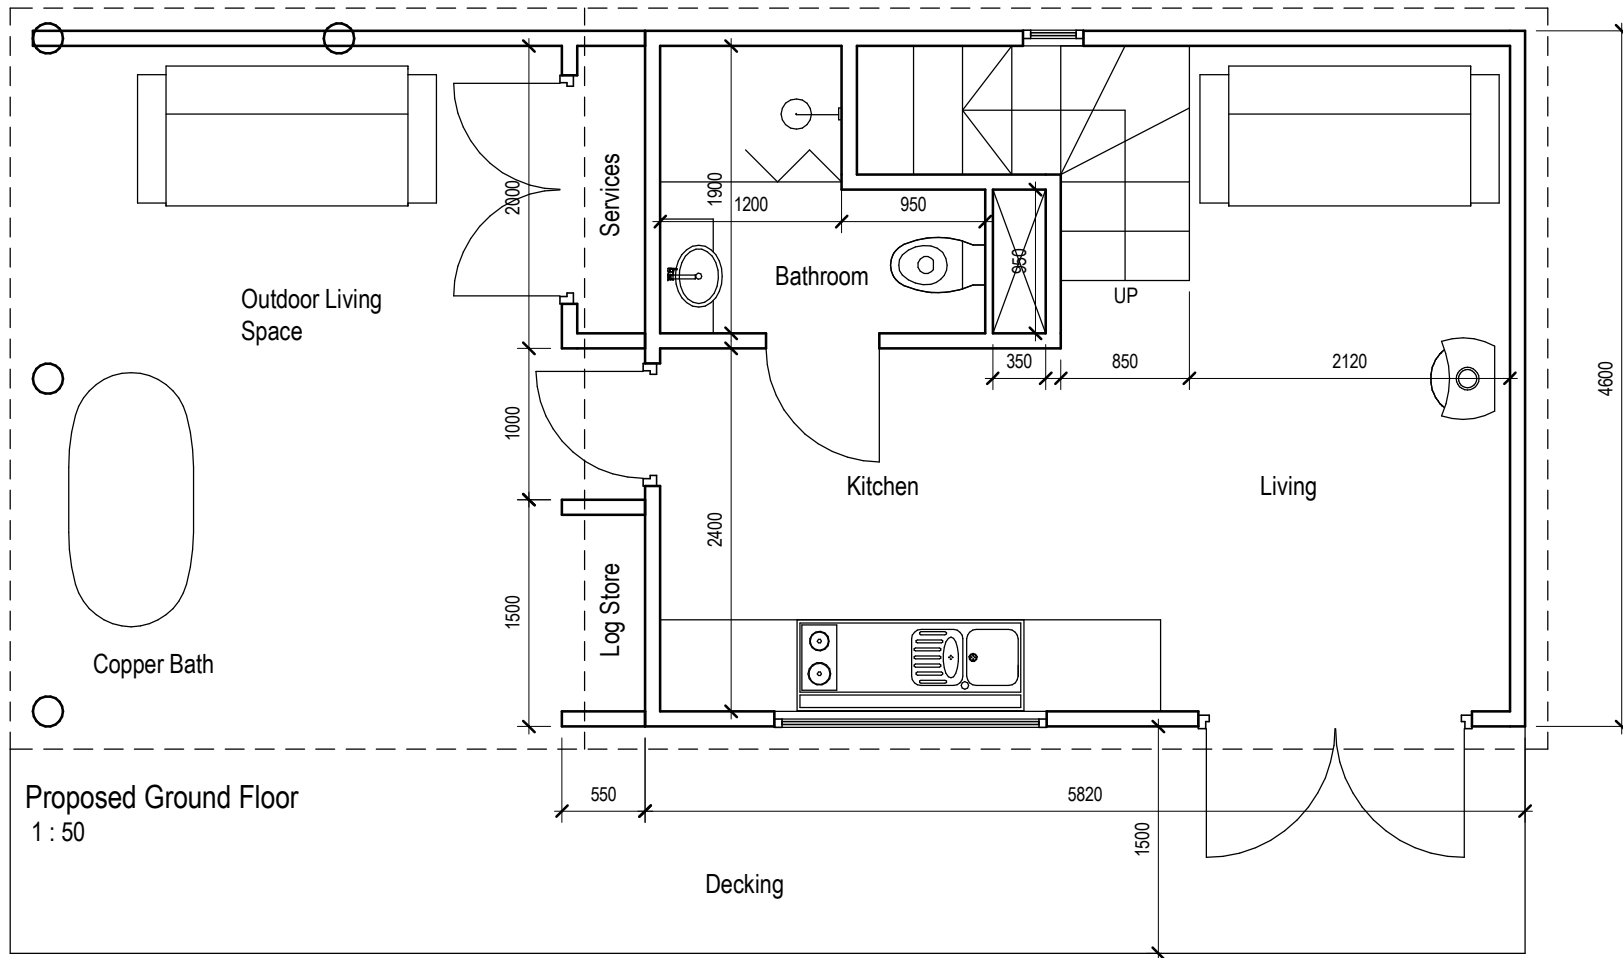 2000
Services
1900
1200
950
4600
950
Bathroom
Outdoor Living
Space
UP
350
850
2120
1000
Kitchen
Living
2400
1500
Log Store
Copper Bath
Proposed Ground Floor
1 : 50
550
5820
1500
Decking